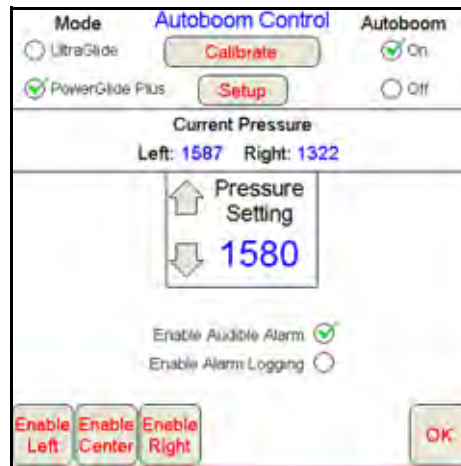 Mode Autoboom Control Autoboom
UltraGlide Calibrate On
PowerGlide Plus Setup Off
Current Pressure
Left: 1587 Right: 1322
Pressure
Setting
1580
Enable Audible Alarm
Enable Alarm Logging
Enable Left Enable Center Enable Right OK